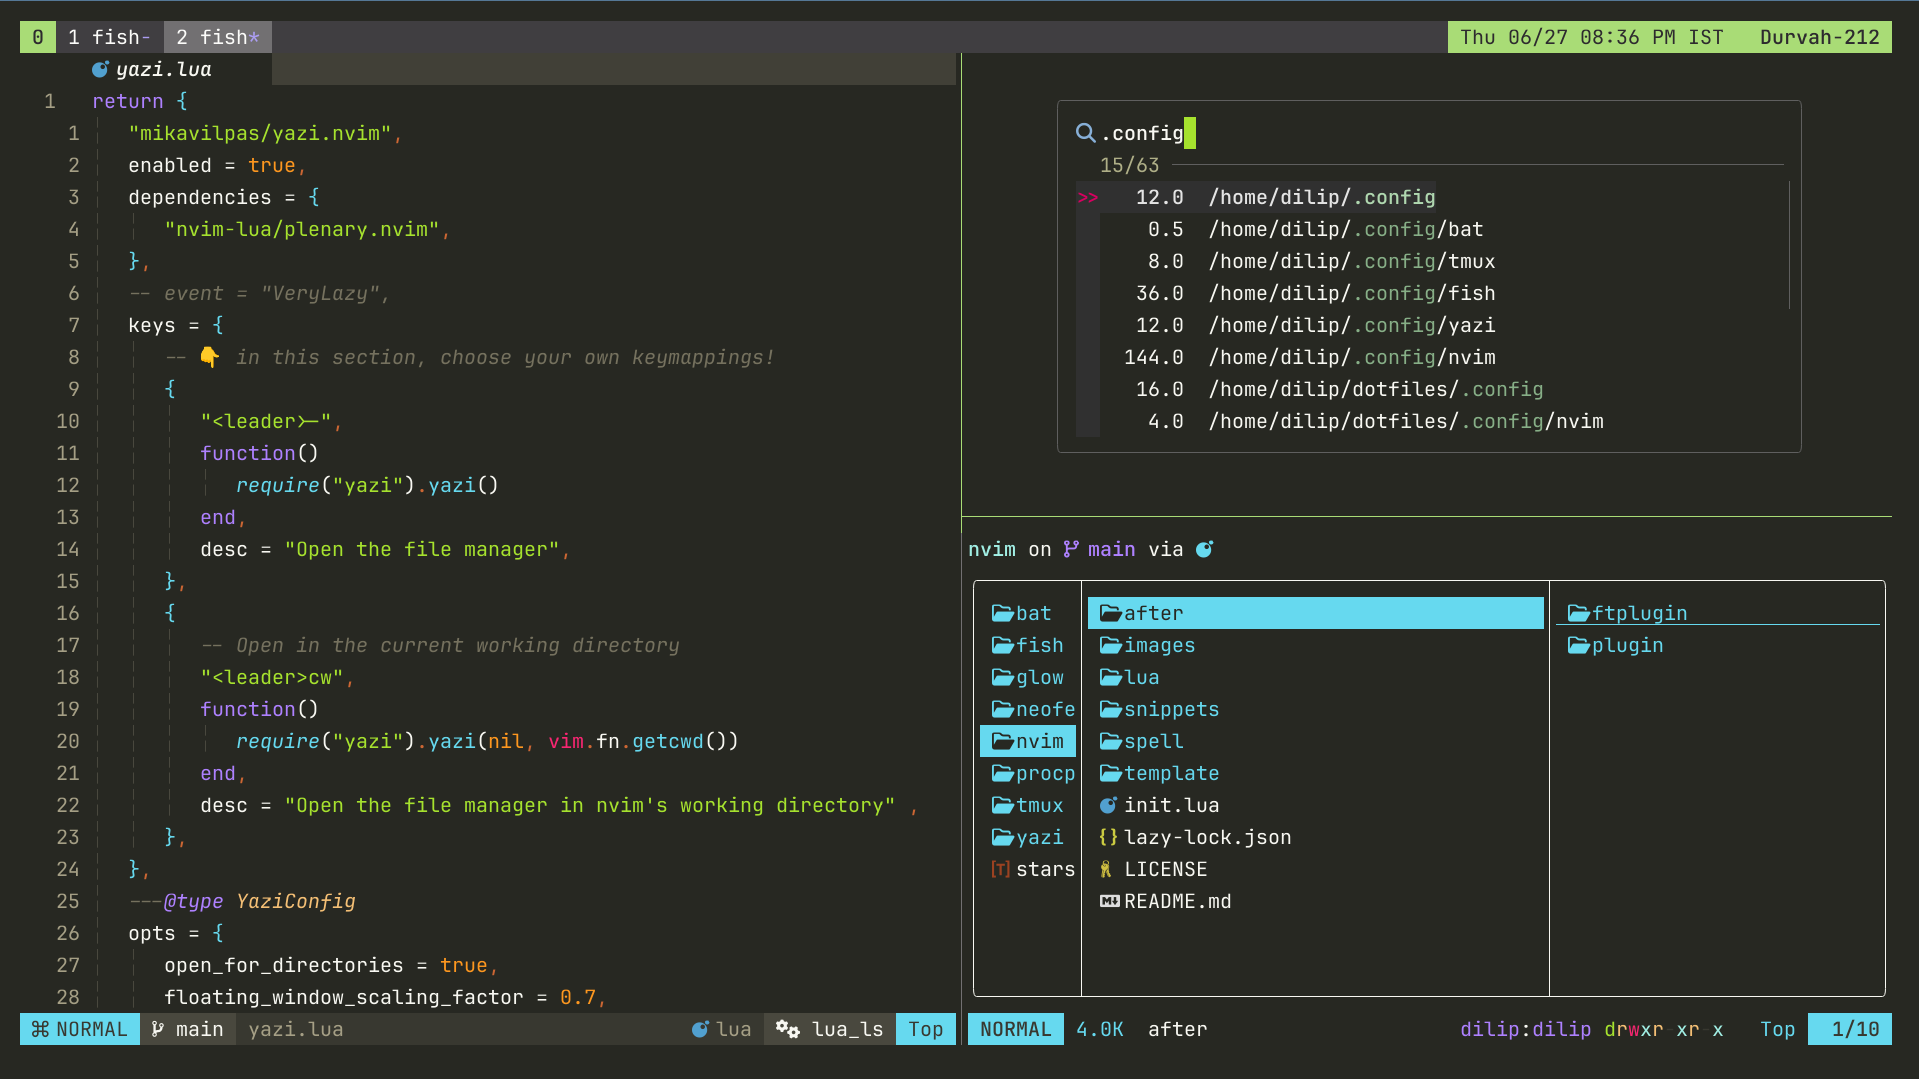 0 1 fish- 2 fish* Thu 06/27 08:36 PM IST Durvah-212
yazi.lua
1 return {
1 "mikavilpas/yazi.nvim",
2 enabled = true,
3 dependencies = {
4 "nvim-lua/plenary.nvim",
5 },
6 -- event = "VeryLazy",
7 keys = {
8 -- 👇 in this section, choose your own keymappings!
9 {
10 "<leader>-",
11 function()
12 require("yazi").yazi()
13 end,
14 desc = "Open the file manager",
15 },
16 {
17 -- Open in the current working directory
18 "<leader>cw",
19 function()
20 require("yazi").yazi(nil, vim.fn.getcwd())
21 end,
22 desc = "Open the file manager in nvim's working directory" ,
23 },
24 },
25 ---@type YaziConfig
26 opts = {
27 open_for_directories = true,
28 floating_window_scaling_factor = 0.7,
⌘ NORMAL main yazi.lua lua lua_ls Top
.config
15/63
>> 12.0 /home/dilip/.config
0.5 /home/dilip/.config/bat
8.0 /home/dilip/.config/tmux
36.0 /home/dilip/.config/fish
12.0 /home/dilip/.config/yazi
144.0 /home/dilip/.config/nvim
16.0 /home/dilip/dotfiles/.config
4.0 /home/dilip/dotfiles/.config/nvim
nvim on main via
bat
fish
glow
neofe
nvim
procp
tmux
yazi
[T] stars
after
images
lua
snippets
spell
template
init.lua
{} lazy-lock.json
LICENSE
README.md
ftplugin
plugin
NORMAL 4.0K after dilip:dilip drwxr-xr-x Top 1/10